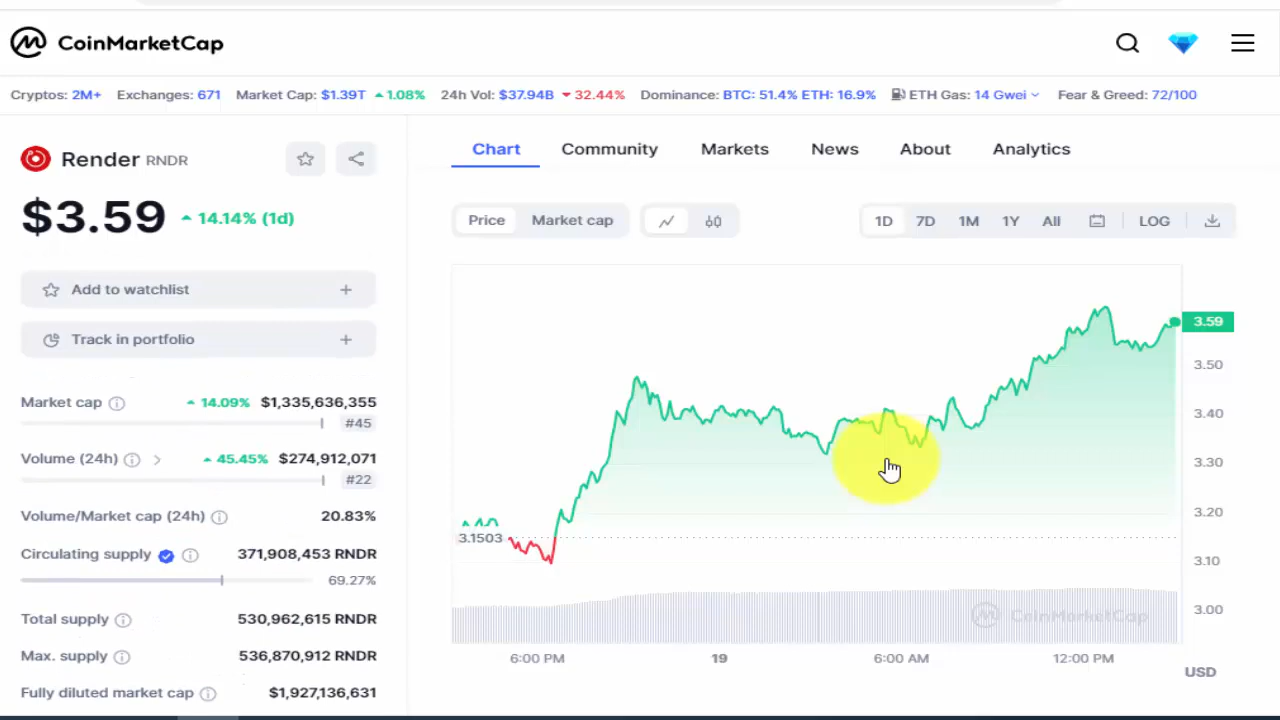 CoinMarketCap
Cryptos: 2M+ Exchanges: 671 Market Cap: $1.39T 1.08% 24h Vol: $37.94B 32.44% Dominance: BTC: 51.4% ETH: 16.9% ETH Gas: 14 Gwei Fear & Greed: 72/100
Render RNDR
$3.59 14.14% (1d)
Add to watchlist +
Track in portfolio +
Market cap 14.09% $1,335,636,355
#45
Volume (24h) 45.45% $274,912,071
#22
Volume/Market cap (24h) 20.83%
Circulating supply 371,908,453 RNDR
69.27%
Total supply 530,962,615 RNDR
Max. supply 536,870,912 RNDR
Fully diluted market cap $1,927,136,631
Chart Community Markets News About Analytics
Price Market cap 1D 7D 1M 1Y All LOG
3.59
3.50
3.40
3.30
3.20
3.1503
3.10
3.00
CoinMarketCap
6:00 PM 19 6:00 AM 12:00 PM
USD